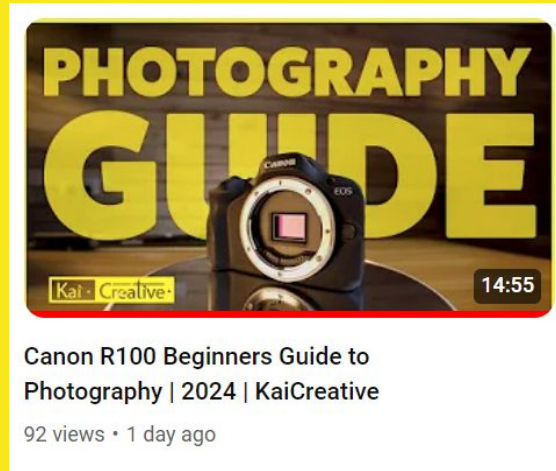 PHOTOGRAPHY
GUIDE
Canon
EOS
Kai · Creative ·
14:55
Canon R100 Beginners Guide to
Photography | 2024 | KaiCreative
92 views • 1 day ago